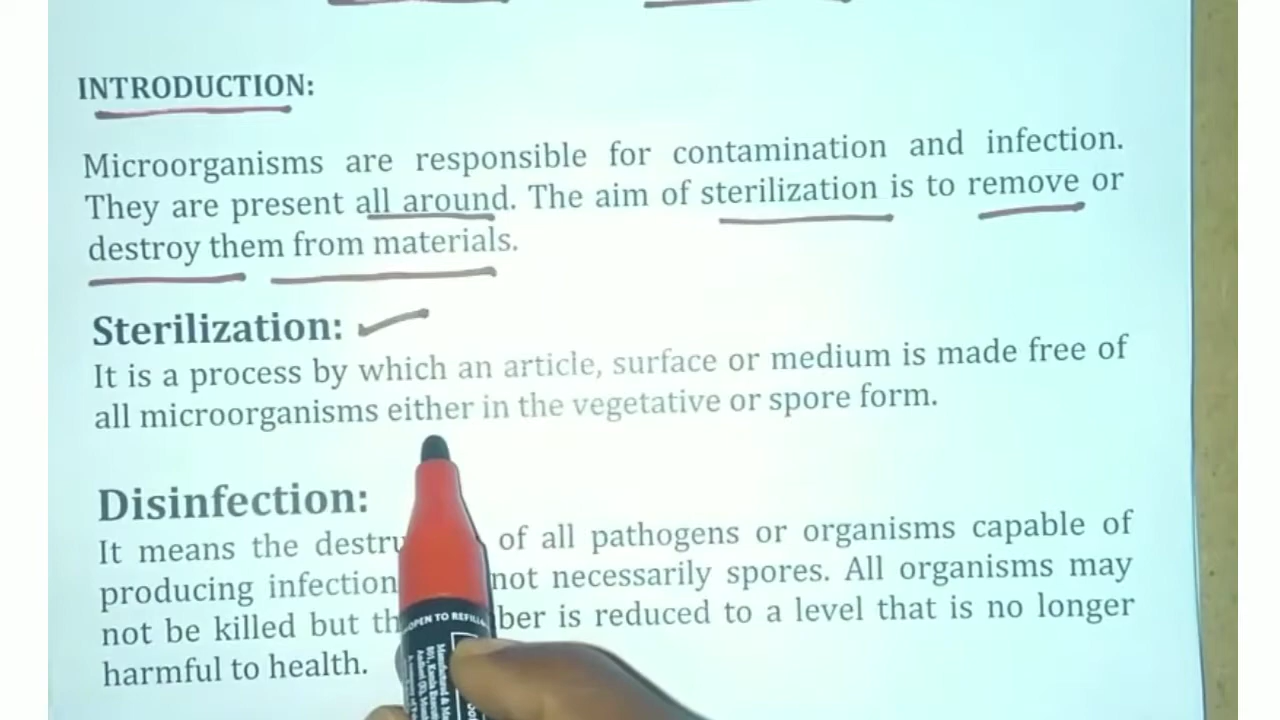 INTRODUCTION:
Microorganisms are responsible for contamination and infection.
They are present all around. The aim of sterilization is to remove or
destroy them from materials.
Sterilization:
It is a process by which an article, surface or medium is made free of
all microorganisms either in the vegetative or spore form.
Disinfection:
It means the of all pathogens or organisms capable of
producing infection not necessarily spores. All organisms may
not be killed but is reduced to a level that is no longer
harmful to health.
OPEN TO REFILL